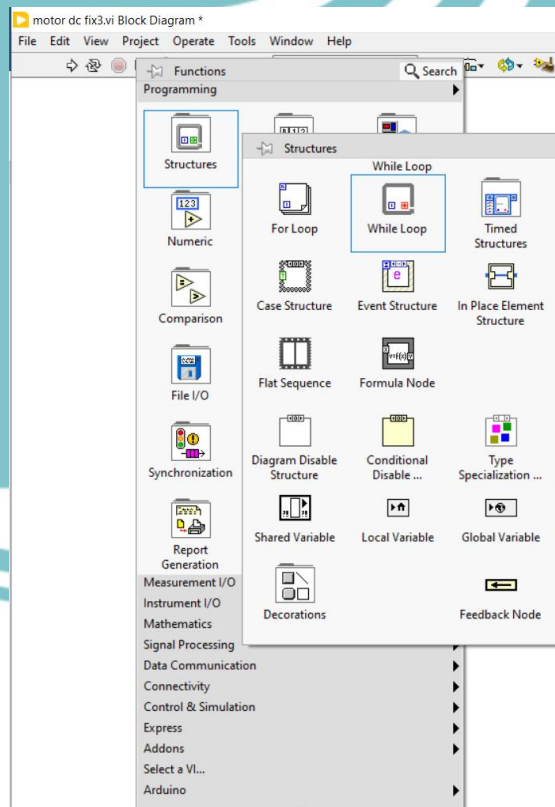 motor dc fix3.vi Block Diagram *
File Edit View Project Operate Tools Window Help
Functions Search
Programming
Structures
Numeric
Comparison
File I/O
Synchronization
Report
Generation
Measurement I/O
Instrument I/O
Mathematics
Signal Processing
Data Communication
Connectivity
Control & Simulation
Express
Addons
Select a VI...
Arduino
Structures
While Loop
For Loop While Loop Timed
Structures
Case Structure Event Structure In Place Element
Structure
Flat Sequence Formula Node
Diagram Disable
Structure
Conditional
Disable ...
Type
Specialization ...
Shared Variable Local Variable Global Variable
Decorations Feedback Node